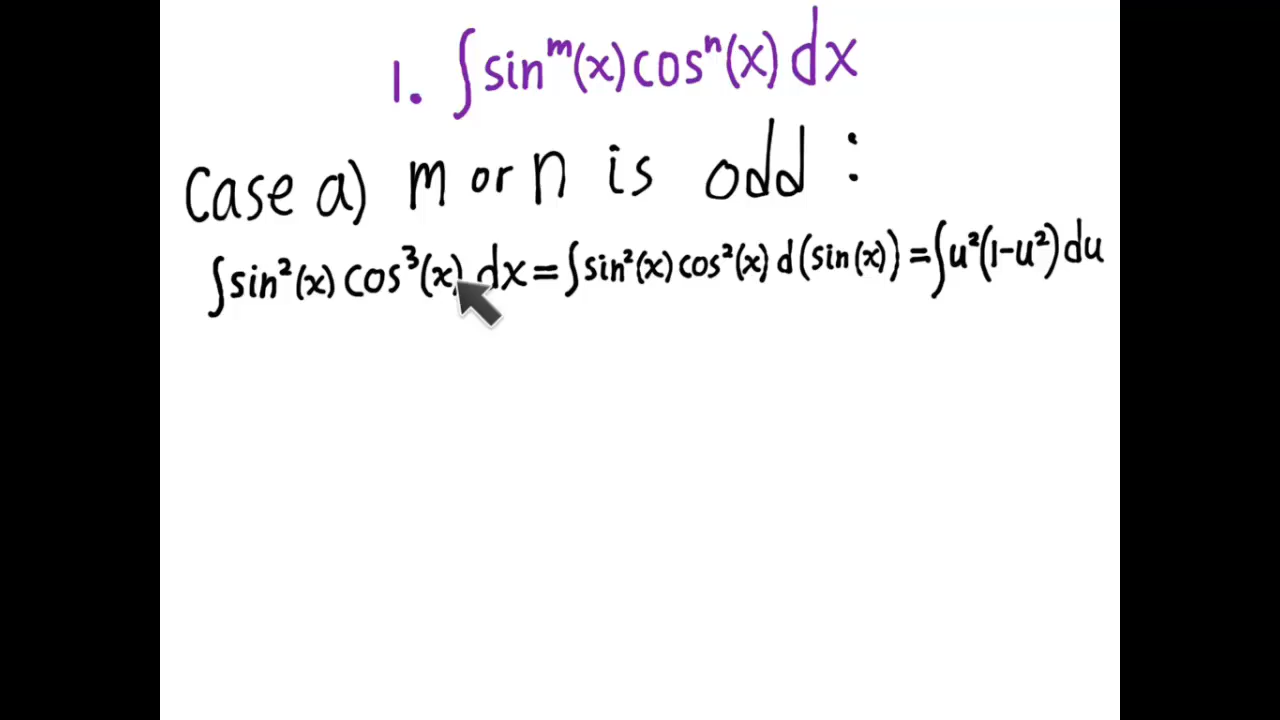 1. ∫sinᵐ(x)cosⁿ(x)dx
Case a) m or n is odd:
∫sin²(x)cos³(x)dx=∫sin²(x)cos²(x)d(sin(x))=∫u²(1-u²)du